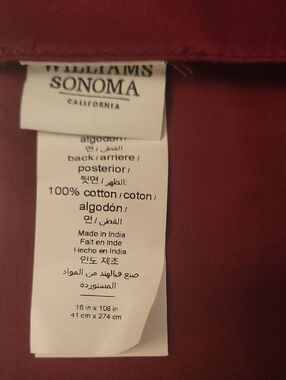 WILLIAMS
SONOMA
CALIFORNIA
algodón /
면 / القطن
back / arriere /
posterior /
뒷면 / الظهر:
100% cotton / coton /
algodón /
면 / القطن
Made in India
Fait en Inde
Hecho en India
인도 제조
صنع في الهند من المواد
المستوردة
16 in x 108 in
41 cm x 274 cm